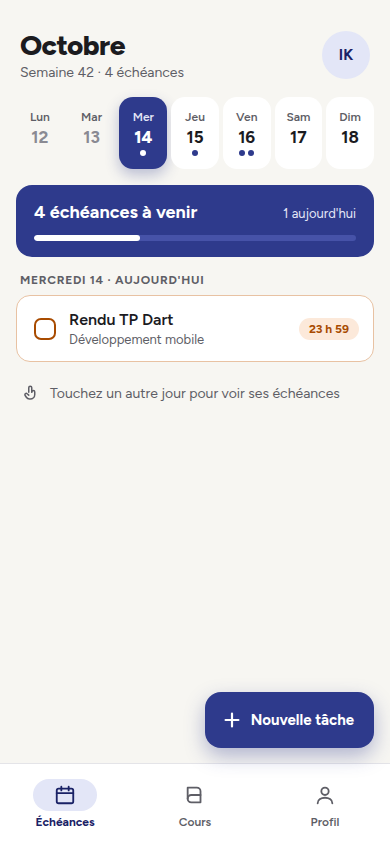 Octobre
Semaine 42 · 4 échéances
IK
Lun Mar Mer Jeu Ven Sam Dim
12 13 14 15 16 17 18
4 échéances à venir
1 aujourd'hui
MERCREDI 14 · AUJOURD'HUI
Rendu TP Dart
Développement mobile
23 h 59
Touchez un autre jour pour voir ses échéances
Nouvelle tâche
Échéances Cours Profil